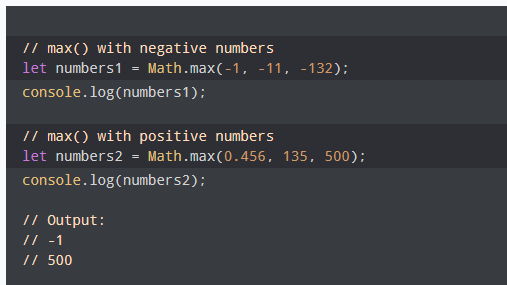 // max() with negative numbers
let numbers1 = Math.max(-1, -11, -132);
console.log(numbers1);
// max() with positive numbers
let numbers2 = Math.max(0.456, 135, 500);
console.log(numbers2);
// Output:
// -1
// 500